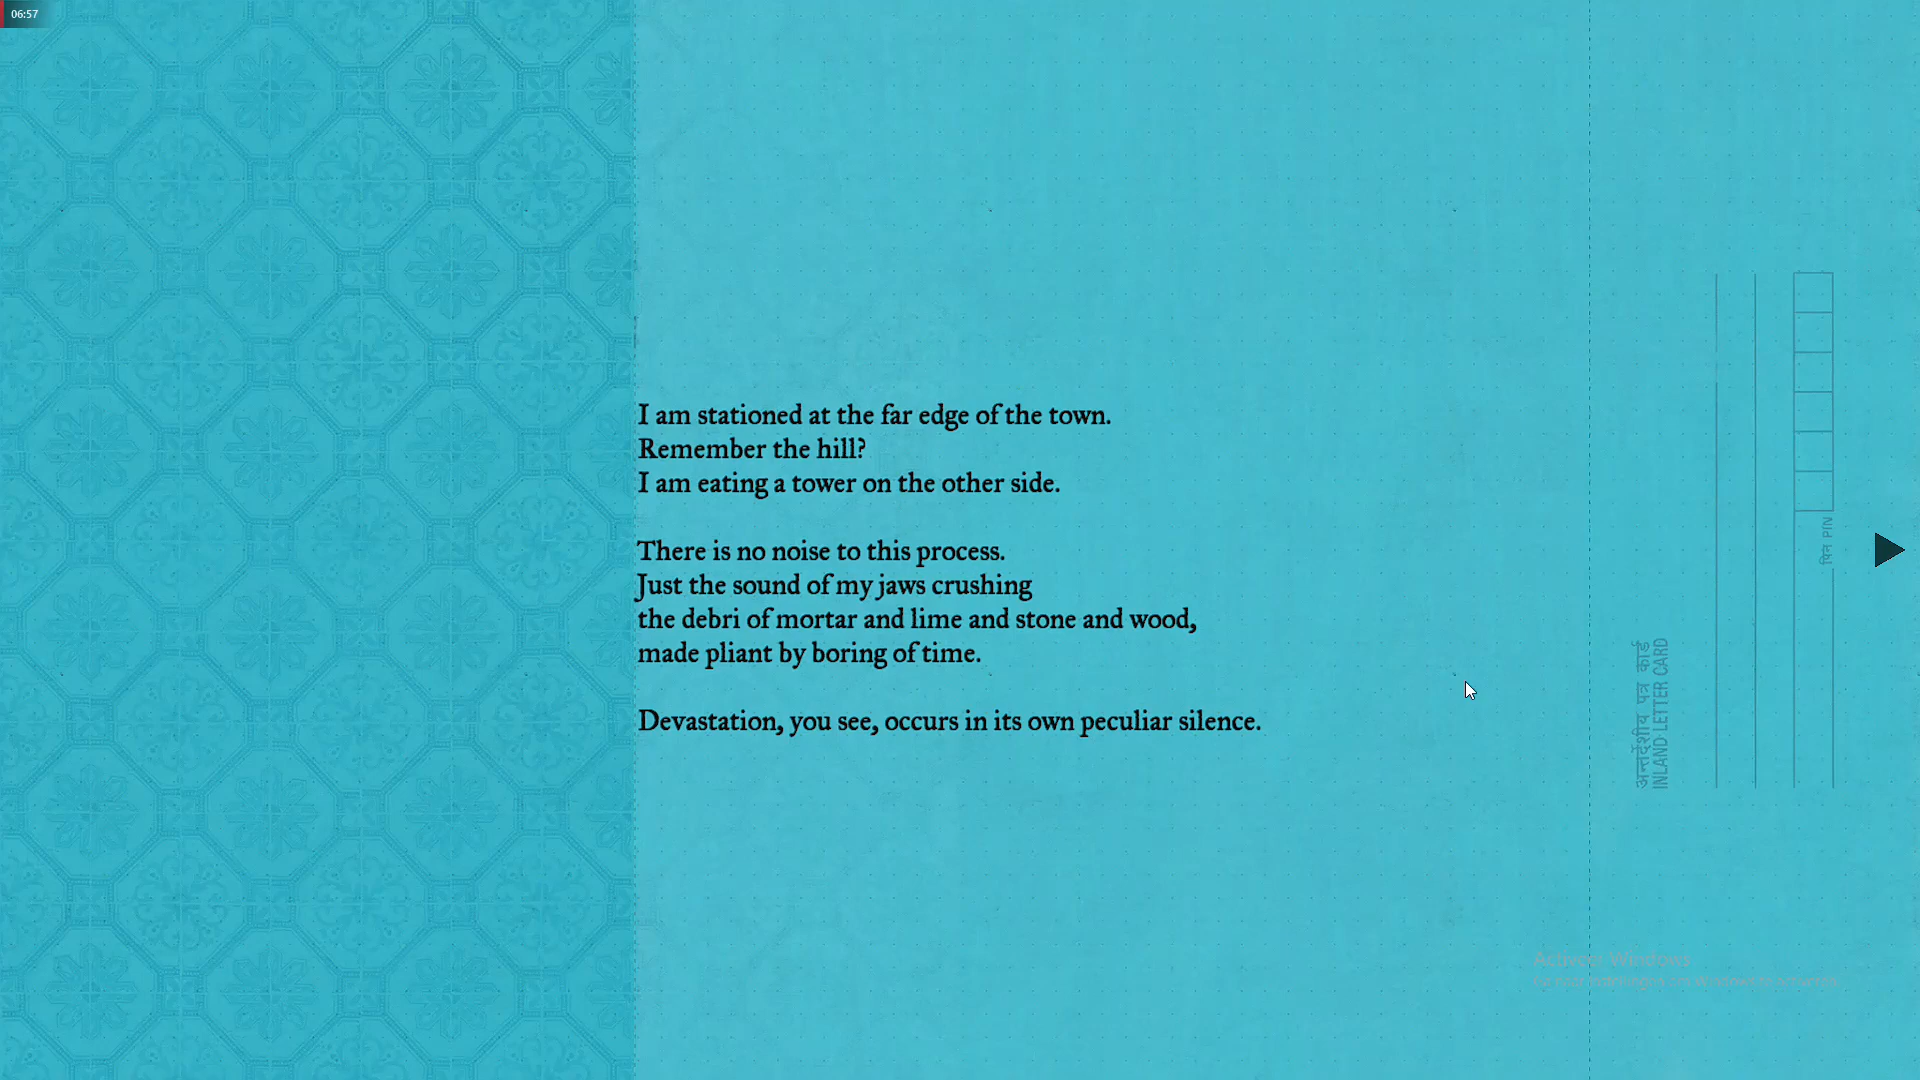 06:57
I am stationed at the far edge of the town.
Remember the hill?
I am eating a tower on the other side.
There is no noise to this process.
Just the sound of my jaws crushing
the debri of mortar and lime and stone and wood,
made pliant by boring of time.
Devastation, you see, occurs in its own peculiar silence.
पिन PIN
अन्तर्देशीय पत्र कार्ड
INLAND LETTER CARD
Activeer Windows